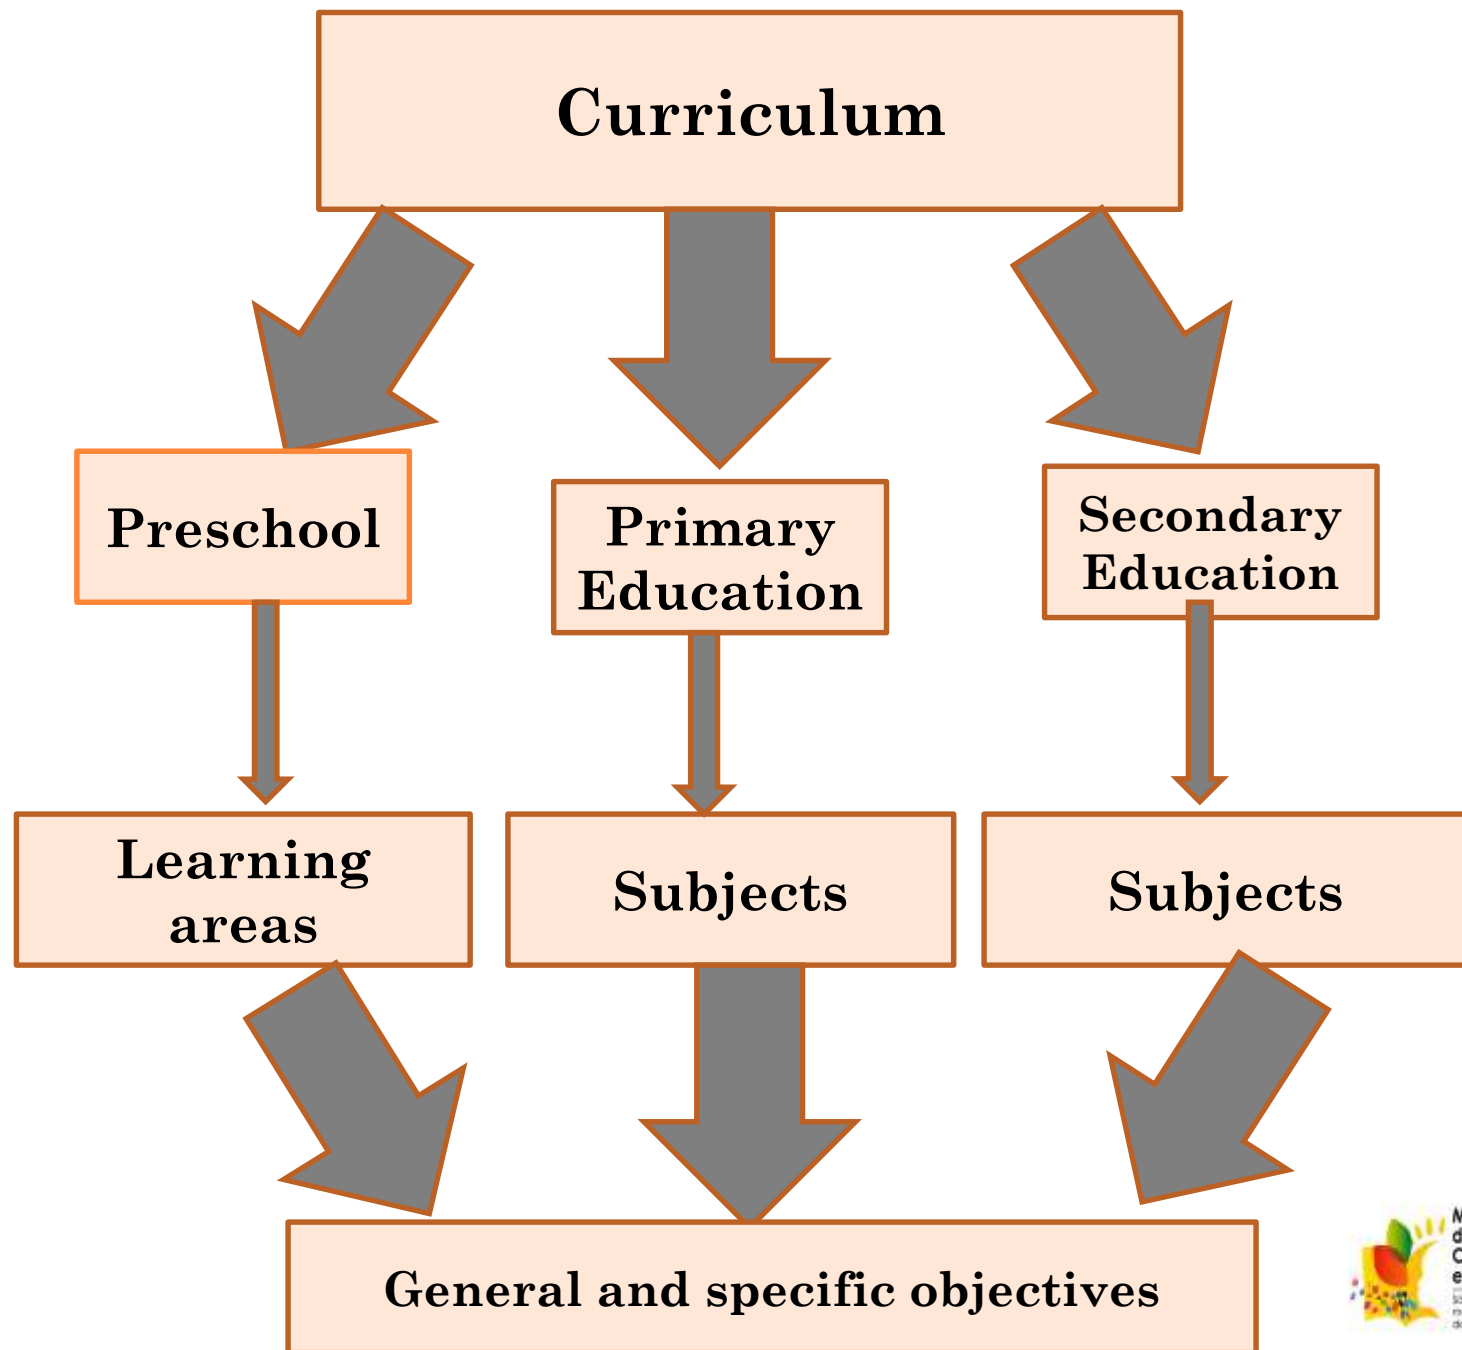 Curriculum
Preschool
Primary
Education
Secondary
Education
Learning
areas
Subjects
Subjects
General and specific objectives